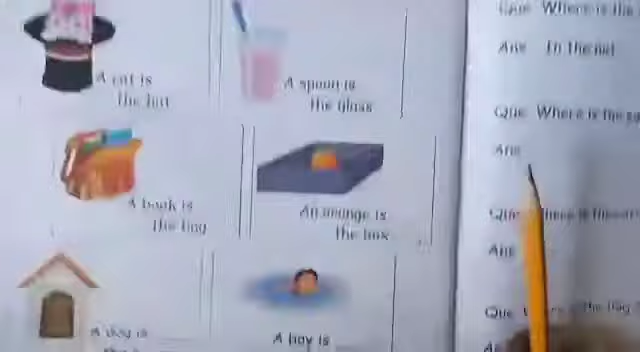 A cat is
the hat
A spoon is
the glass
A book is
the bag
An orange is
the box
A dog is
A boy is
Que Where is the
Ans In the hat
Que Where is the
Ans
Que
Ans
Que